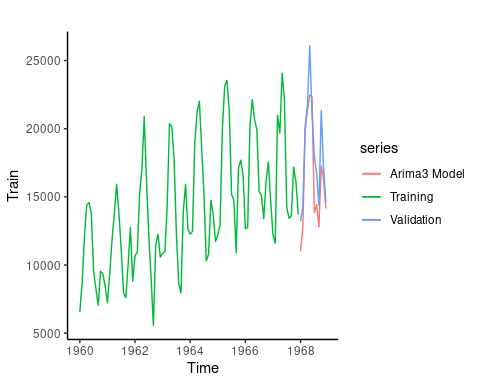 25000
20000
15000
10000
5000
Train
1960
1962
1964
1966
1968
Time
series
Arima3 Model
Training
Validation